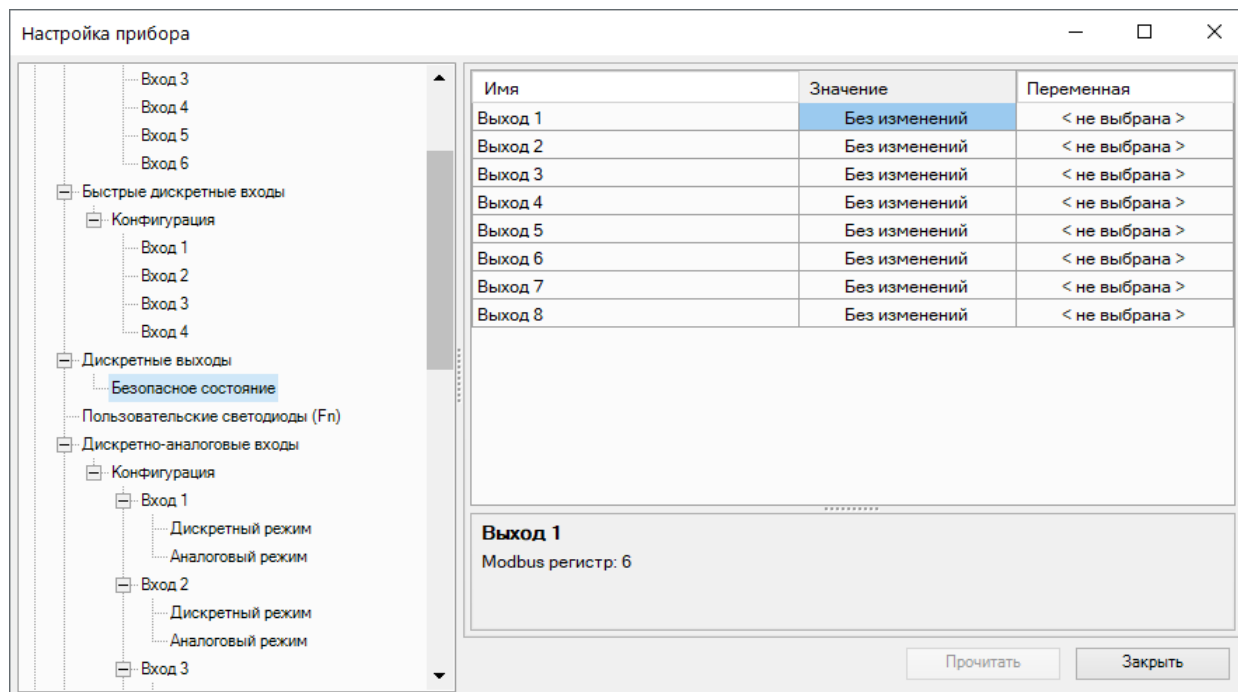 Настройка прибора
Вход 3
Вход 4
Вход 5
Вход 6
Быстрые дискретные входы
Конфигурация
Вход 1
Вход 2
Вход 3
Вход 4
Дискретные выходы
Безопасное состояние
Пользовательские светодиоды (Fn)
Дискретно-аналоговые входы
Конфигурация
Вход 1
Дискретный режим
Аналоговый режим
Вход 2
Дискретный режим
Аналоговый режим
Вход 3
Имя Значение Переменная
Выход 1 Без изменений < не выбрана >
Выход 2 Без изменений < не выбрана >
Выход 3 Без изменений < не выбрана >
Выход 4 Без изменений < не выбрана >
Выход 5 Без изменений < не выбрана >
Выход 6 Без изменений < не выбрана >
Выход 7 Без изменений < не выбрана >
Выход 8 Без изменений < не выбрана >
Выход 1
Modbus регистр: 6
Прочитать Закрыть